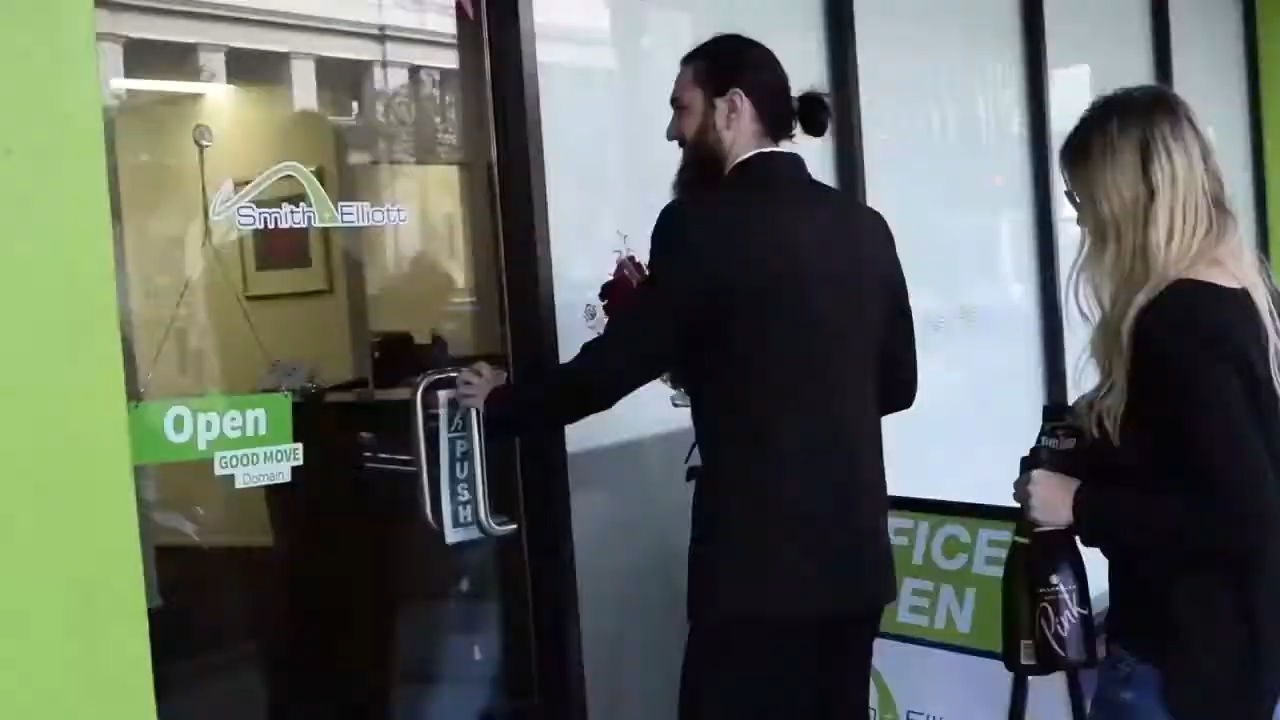 Smith + Elliott
Open
GOOD MOVE
Domain
PUSH
FICE
EN
Pink